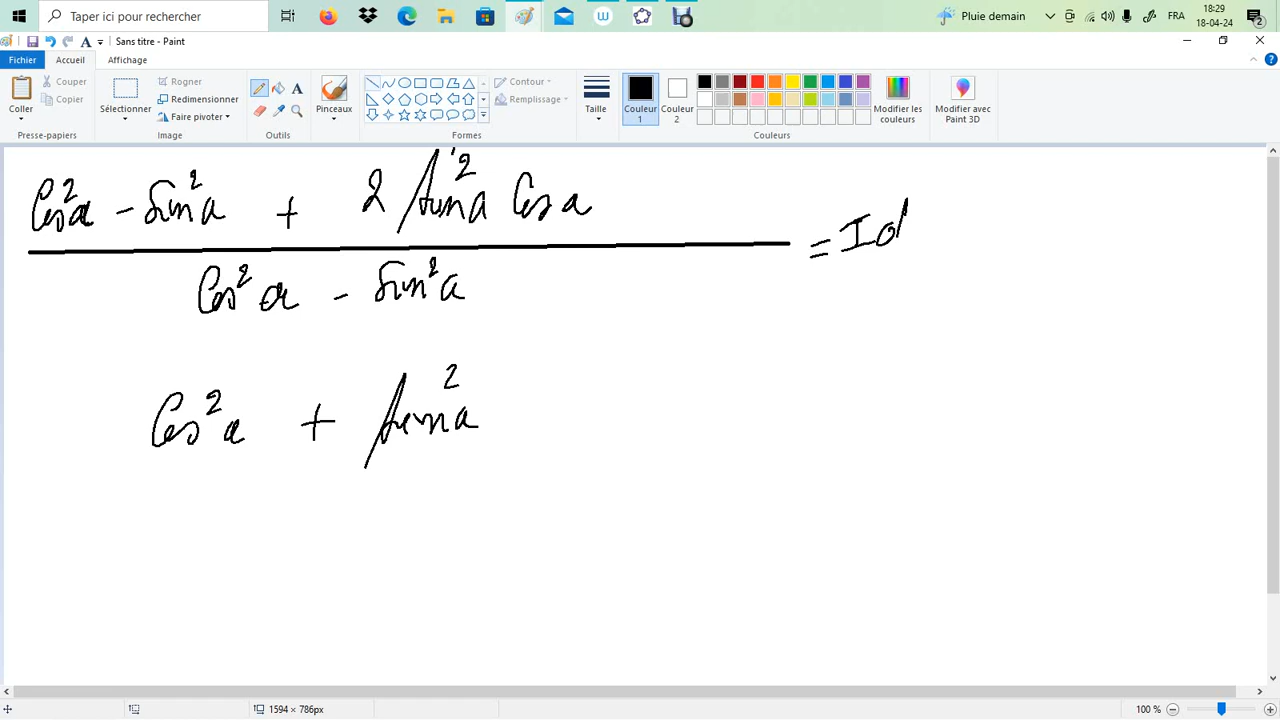 Taper ici pour rechercher
Pluie demain FRA 18:29
18-04-24 2
Sans titre - Paint
Fichier Accueil Affichage
Coller Couper Copier Presse-papiers
Sélectionner Rogner Redimensionner Faire pivoter Image
Outils
Pinceaux
Contour Remplissage Formes
Taille
Couleur 1 Couleur 2 Modifier les couleurs Couleurs
Modifier avec Paint 3D
Cos²a - Sin²a + 2 sin²a Cos a
= Id
Cos²a - Sin²a
Cos²a + sin²a
1594 × 786px 100 %